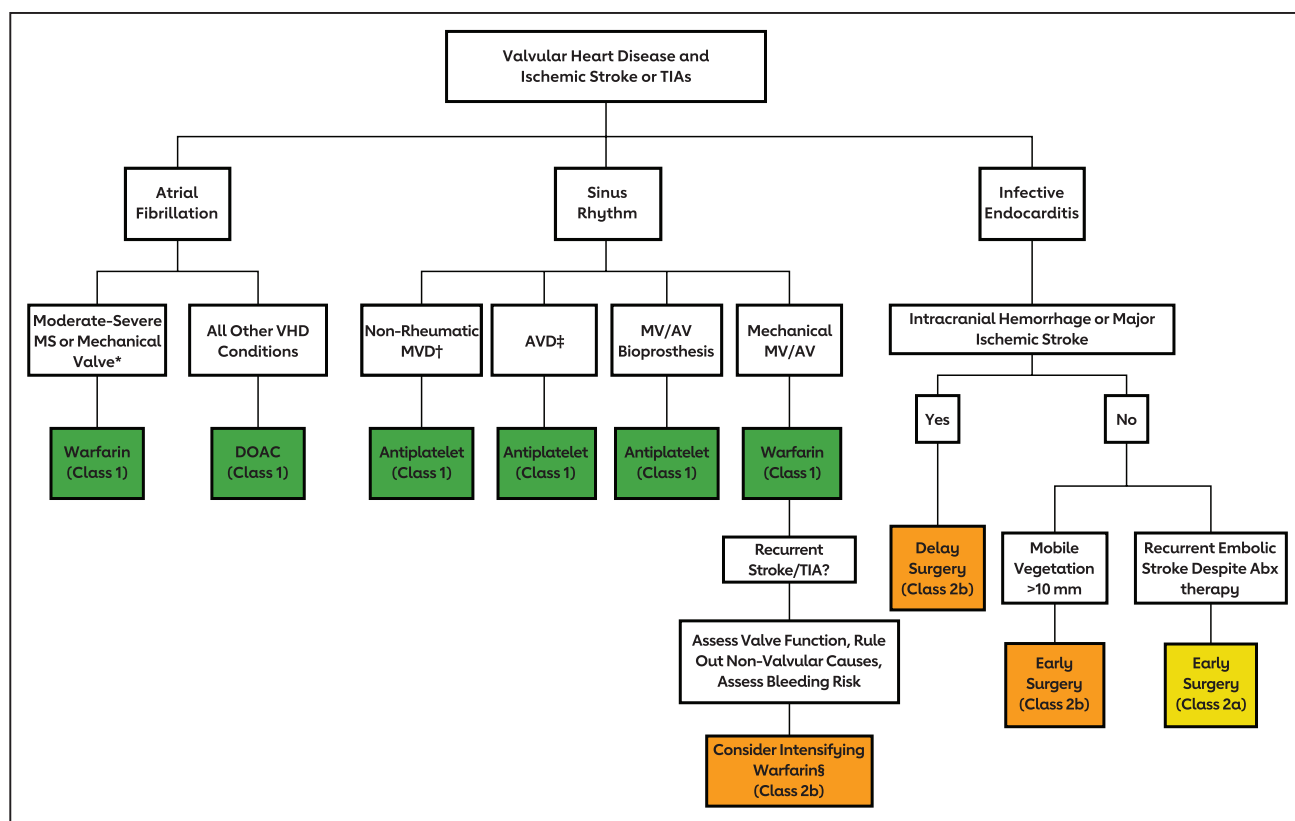 Valvular Heart Disease and
Ischemic Stroke or TIAs
Atrial
Fibrillation
Sinus
Rhythm
Infective
Endocarditis
Moderate-Severe
MS or Mechanical
Valve*
All Other VHD
Conditions
Non-Rheumatic
MVD†
AVD‡
MV/AV
Bioprosthesis
Mechanical
MV/AV
Intracranial Hemorrhage or Major
Ischemic Stroke
Yes
No
Warfarin
(Class 1)
DOAC
(Class 1)
Antiplatelet
(Class 1)
Antiplatelet
(Class 1)
Antiplatelet
(Class 1)
Warfarin
(Class 1)
Recurrent
Stroke/TIA?
Delay
Surgery
(Class 2b)
Mobile
Vegetation
>10 mm
Recurrent Embolic
Stroke Despite Abx
therapy
Assess Valve Function, Rule
Out Non-Valvular Causes,
Assess Bleeding Risk
Early
Surgery
(Class 2b)
Early
Surgery
(Class 2a)
Consider Intensifying
Warfarin§
(Class 2b)